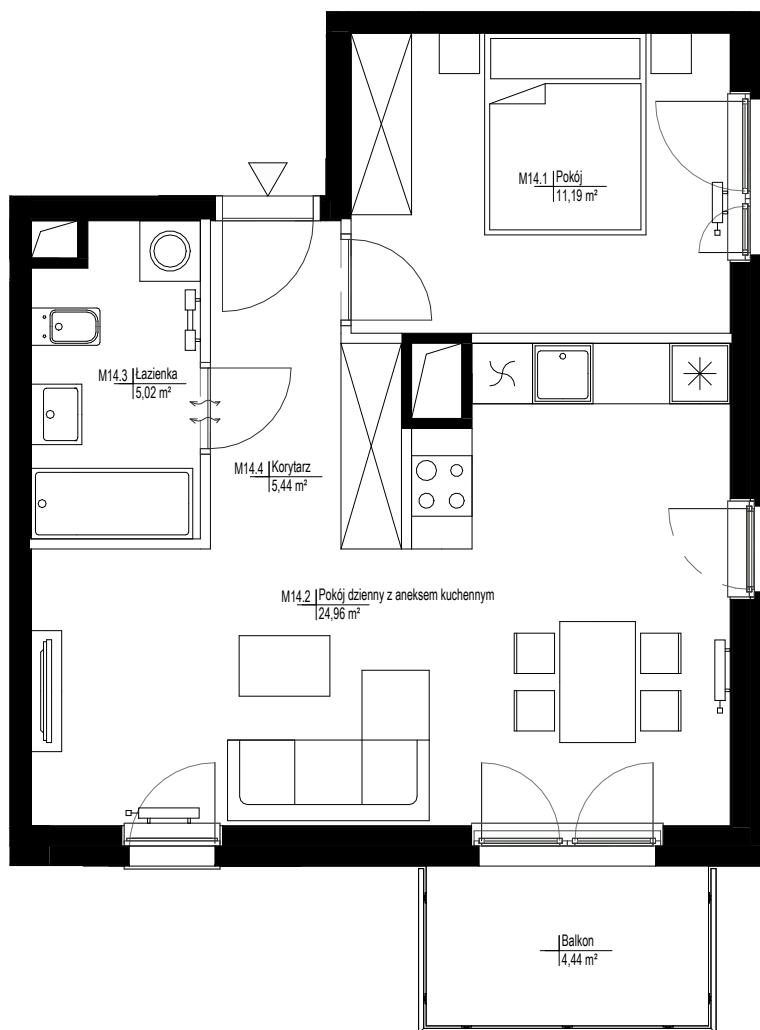 M14.1 Pokój
11,19 m²
M14.3 Łazienka
5,02 m²
M14.4 Korytarz
5,44 m²
M14.2 Pokój dzienny z aneksem kuchennym
24,96 m²
Balkon
4,44 m²